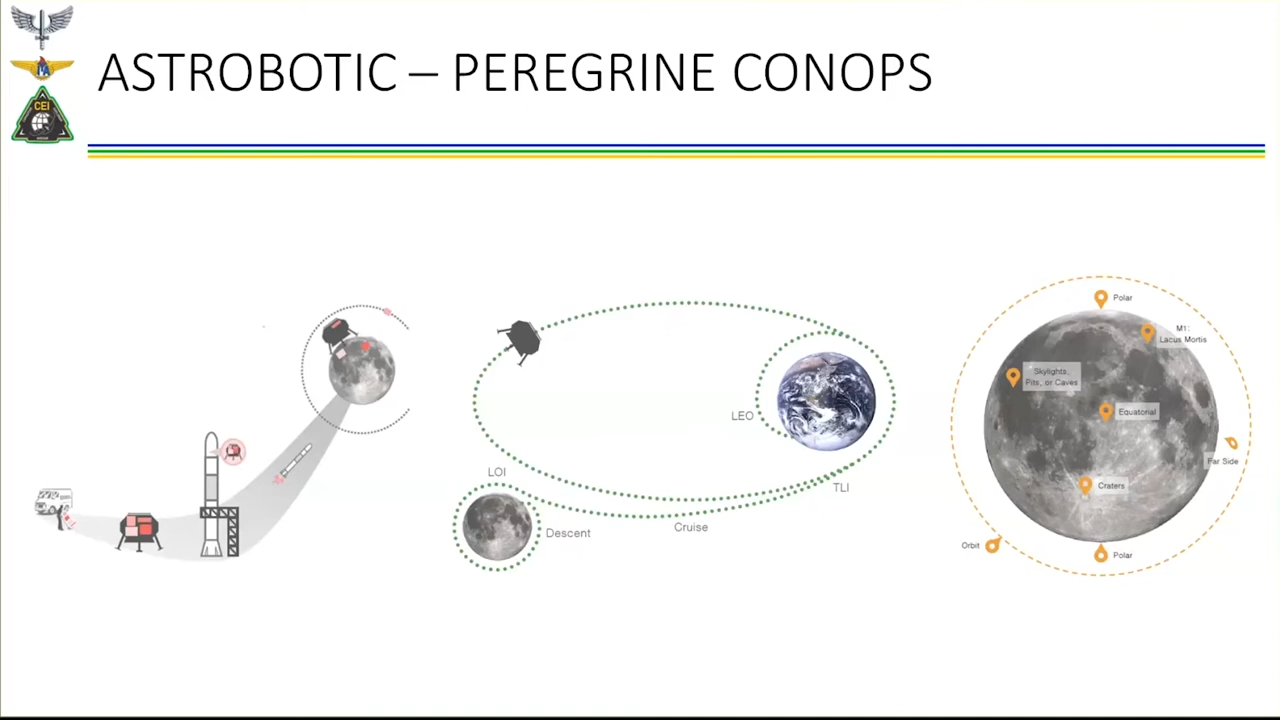 ASTROBOTIC – PEREGRINE CONOPS
CEI
LEO
LOI
TLI
Descent
Cruise
Polar
M1:
Lacus Mortis
Skylights,
Pits, or Caves
Equatorial
Far Side
Craters
Orbit
Polar